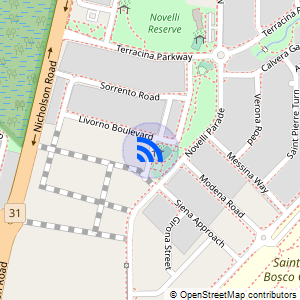 Novelli
Reserve
Terracina Parkway
Terracina
Calvera Ga
Nicholson Road
Sorrento Road
Livorno Boulevard
Novelli Parade
Verona Road
Saint Pierre Turn
Messina Way
Modena Road
Siena Approach
Girona Street
31
on Road
Saint
Bosco C
© OpenStreetMap contributors